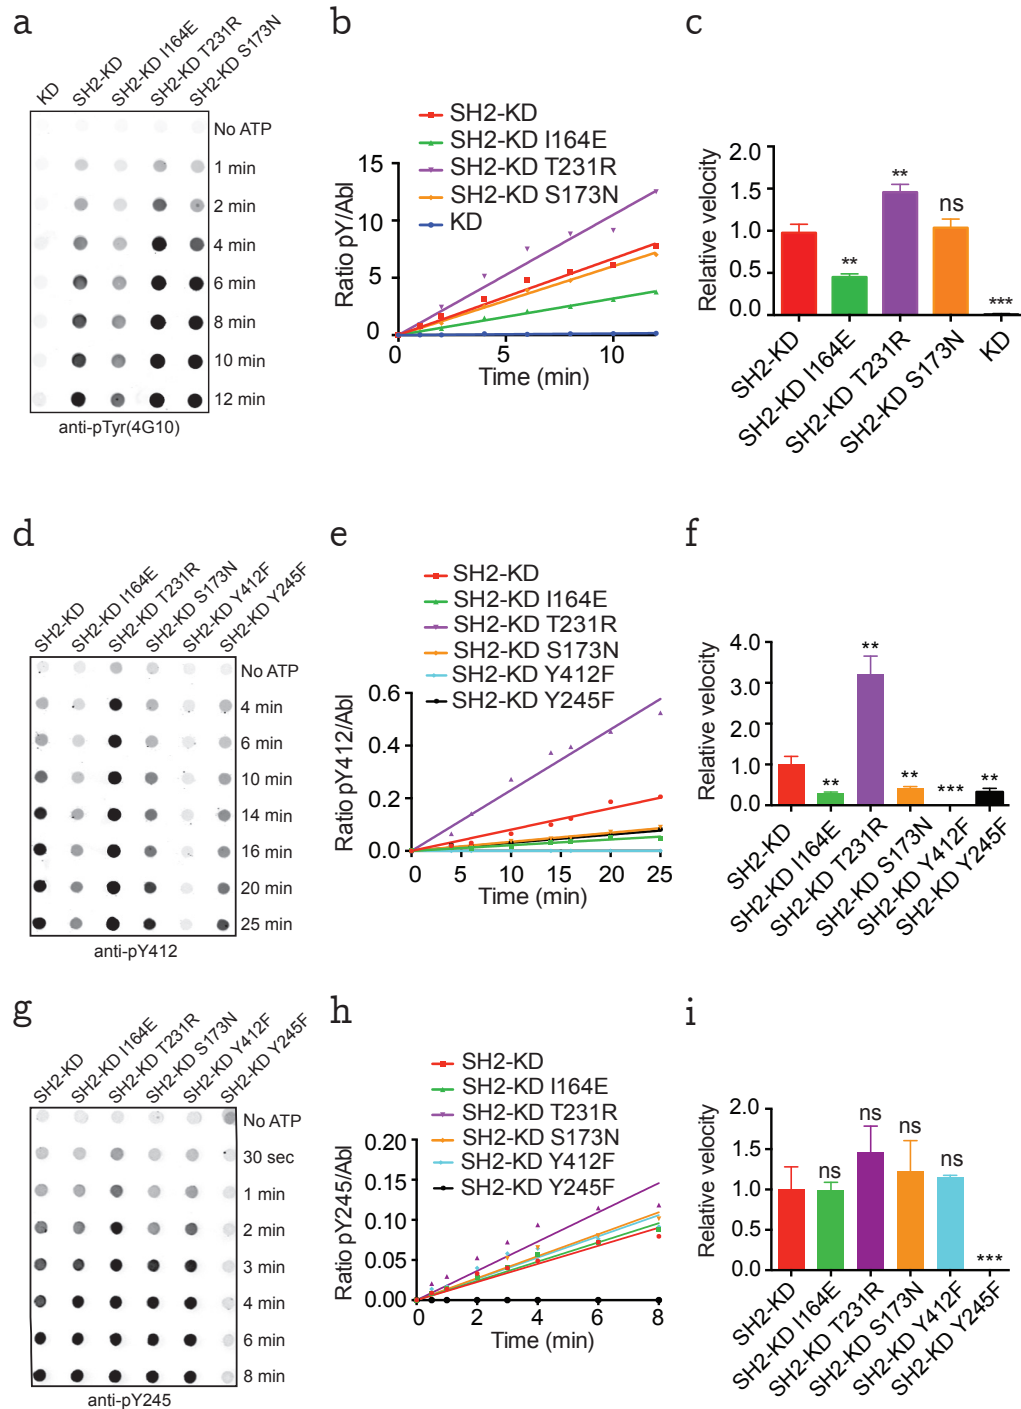 a
KD
SH2-KD
SH2-KD I164E
SH2-KD T231R
SH2-KD S173N
No ATP
1 min
2 min
4 min
6 min
8 min
10 min
12 min
anti-pTyr(4G10)
b
SH2-KD
SH2-KD I164E
SH2-KD T231R
SH2-KD S173N
KD
Ratio pY/Abl
15
10
5
0
0
5
10
Time (min)
c
Relative velocity
2.0
1.5
1.0
0.5
0.0
**
**
ns
***
SH2-KD
SH2-KD I164E
SH2-KD T231R
SH2-KD S173N
KD
d
SH2-KD
SH2-KD I164E
SH2-KD T231R
SH2-KD S173N
SH2-KD Y412F
SH2-KD Y245F
No ATP
4 min
6 min
10 min
14 min
16 min
20 min
25 min
anti-pY412
e
SH2-KD
SH2-KD I164E
SH2-KD T231R
SH2-KD S173N
SH2-KD Y412F
SH2-KD Y245F
Ratio pY412/Abl
0.6
0.4
0.2
0.0
0
5
10
15
20
25
Time (min)
f
Relative velocity
4.0
3.0
2.0
1.0
0.0
**
**
**
***
**
SH2-KD
SH2-KD I164E
SH2-KD T231R
SH2-KD S173N
SH2-KD Y412F
SH2-KD Y245F
g
SH2-KD
SH2-KD I164E
SH2-KD T231R
SH2-KD S173N
SH2-KD Y412F
SH2-KD Y245F
No ATP
30 sec
1 min
2 min
3 min
4 min
6 min
8 min
anti-pY245
h
SH2-KD
SH2-KD I164E
SH2-KD T231R
SH2-KD S173N
SH2-KD Y412F
SH2-KD Y245F
Ratio pY245/Abl
0.20
0.15
0.10
0.05
0.00
0
2
4
6
8
Time (min)
i
Relative velocity
2.0
1.5
1.0
0.5
0.0
ns
ns
ns
ns
***
SH2-KD
SH2-KD I164E
SH2-KD T231R
SH2-KD S173N
SH2-KD Y412F
SH2-KD Y245F